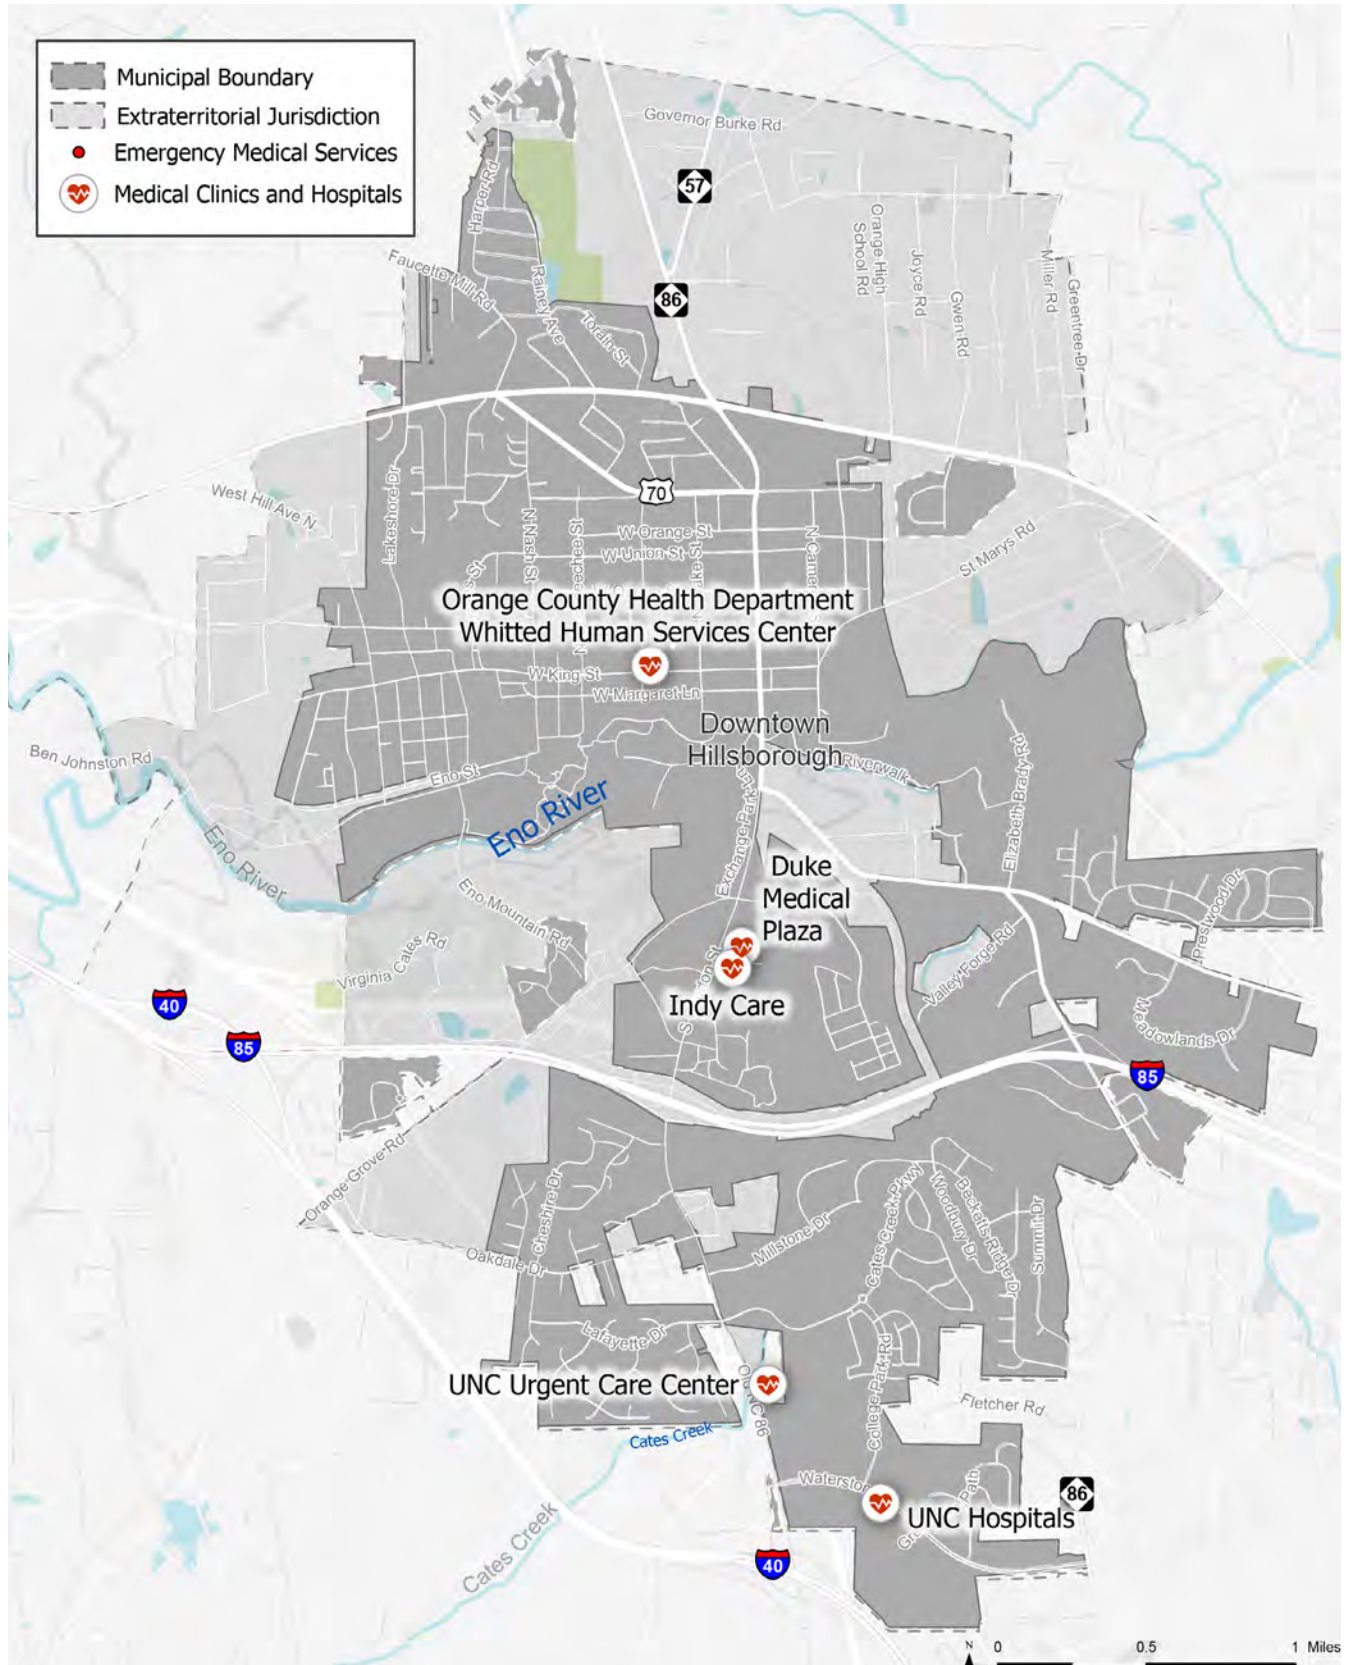 Municipal Boundary
Extraterritorial Jurisdiction
Emergency Medical Services
Medical Clinics and Hospitals
Governor Burke Rd
57
Harper Rd
Orange High
School Rd
Joyce Rd
Gwen Rd
Miller Rd
Greentree Dr
Faucette Mill Rd
Rainey Ave
Torain St
86
West Hill Ave N
Lakeshore Dr
70
N Nash St
W Orange St
W Union St
St Marys Rd
Orange County Health Department
Whitted Human Services Center
W King St
W Margaret Ln
Downtown
Hillsborough
Riverwalk
Ben Johnston Rd
Eno St
Eno River
Eno River
Elizabeth Brady Rd
Exchange Park Ln
Duke
Medical
Plaza
Prestwood Dr
Eno Mountain Rd
Virginia Cates Rd
Valley Forge Rd
Indy Care
Meadowlands Dr
40
85
85
Orange Grove Rd
Cheshire Dr
Oakdale Dr
Millstone Dr
Cates Creek Pkwy
Woodbury Dr
Becketts Ridge Dr
Summit Dr
Lafayette Dr
UNC Urgent Care Center
Old NC 86
College Park Rd
Fletcher Rd
Cates Creek
Waterstone
Path
86
UNC Hospitals
Cates Creek
40
N
0 0.5 1 Miles